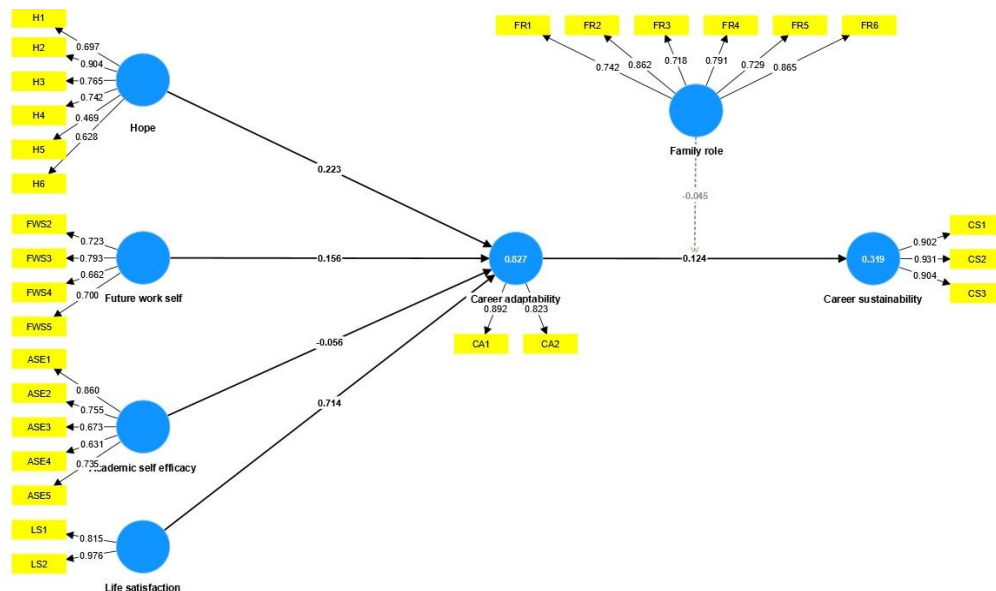 H1
H2
H3
H4
H5
H6
0.697
0.904
0.765
0.742
0.469
0.628
Hope
FR1
FR2
FR3
FR4
FR5
FR6
0.742
0.862
0.718
0.791
0.729
0.865
Family role
0.223
-0.045
FWS2
FWS3
FWS4
FWS5
0.723
0.793
0.662
0.700
Future work self
0.156
0.827
Career adaptability
0.892
0.823
CA1
CA2
0.124
0.319
Career sustainability
0.902
0.931
0.904
CS1
CS2
CS3
-0.056
0.714
ASE1
ASE2
ASE3
ASE4
ASE5
0.860
0.755
0.673
0.631
0.735
Academic self efficacy
LS1
LS2
0.815
0.976
Life satisfaction